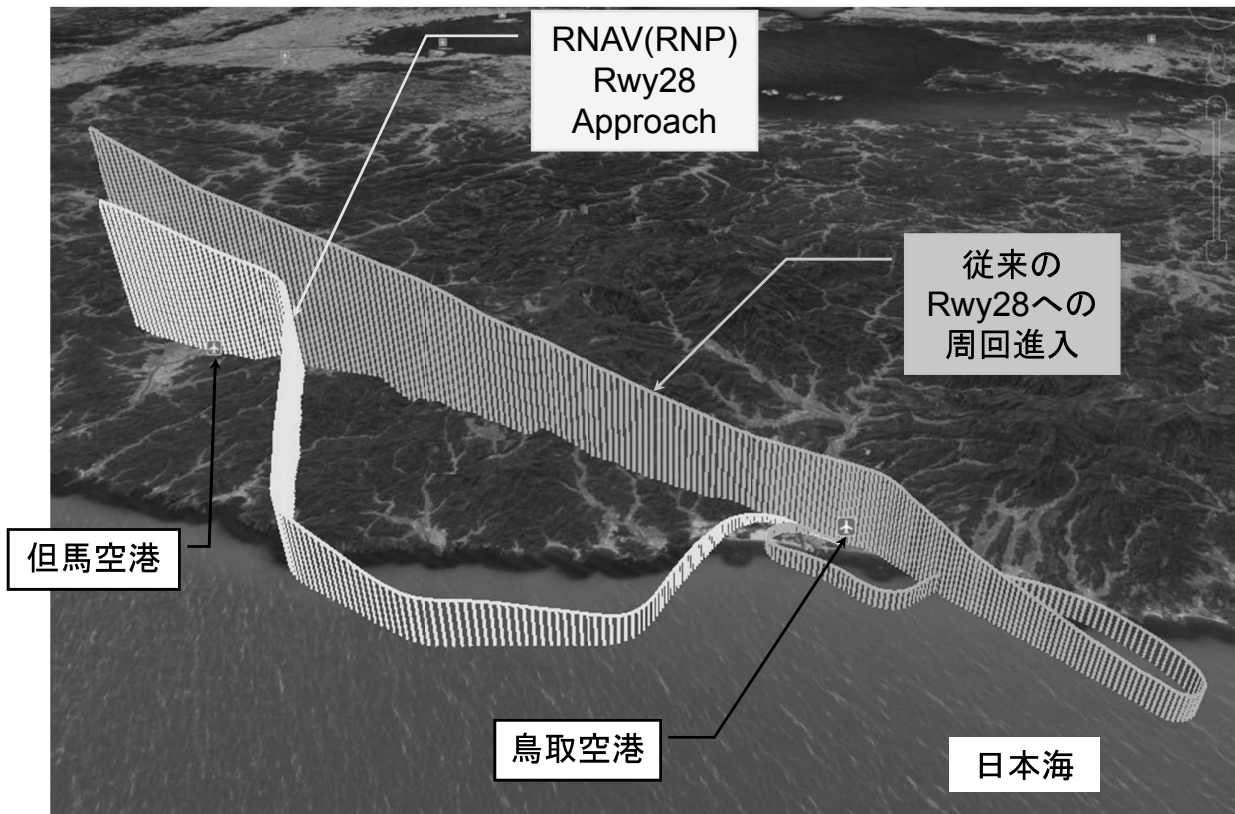 RNAV(RNP)
Rwy28
Approach
従来の
Rwy28への
周回進入
但馬空港
鳥取空港
日本海